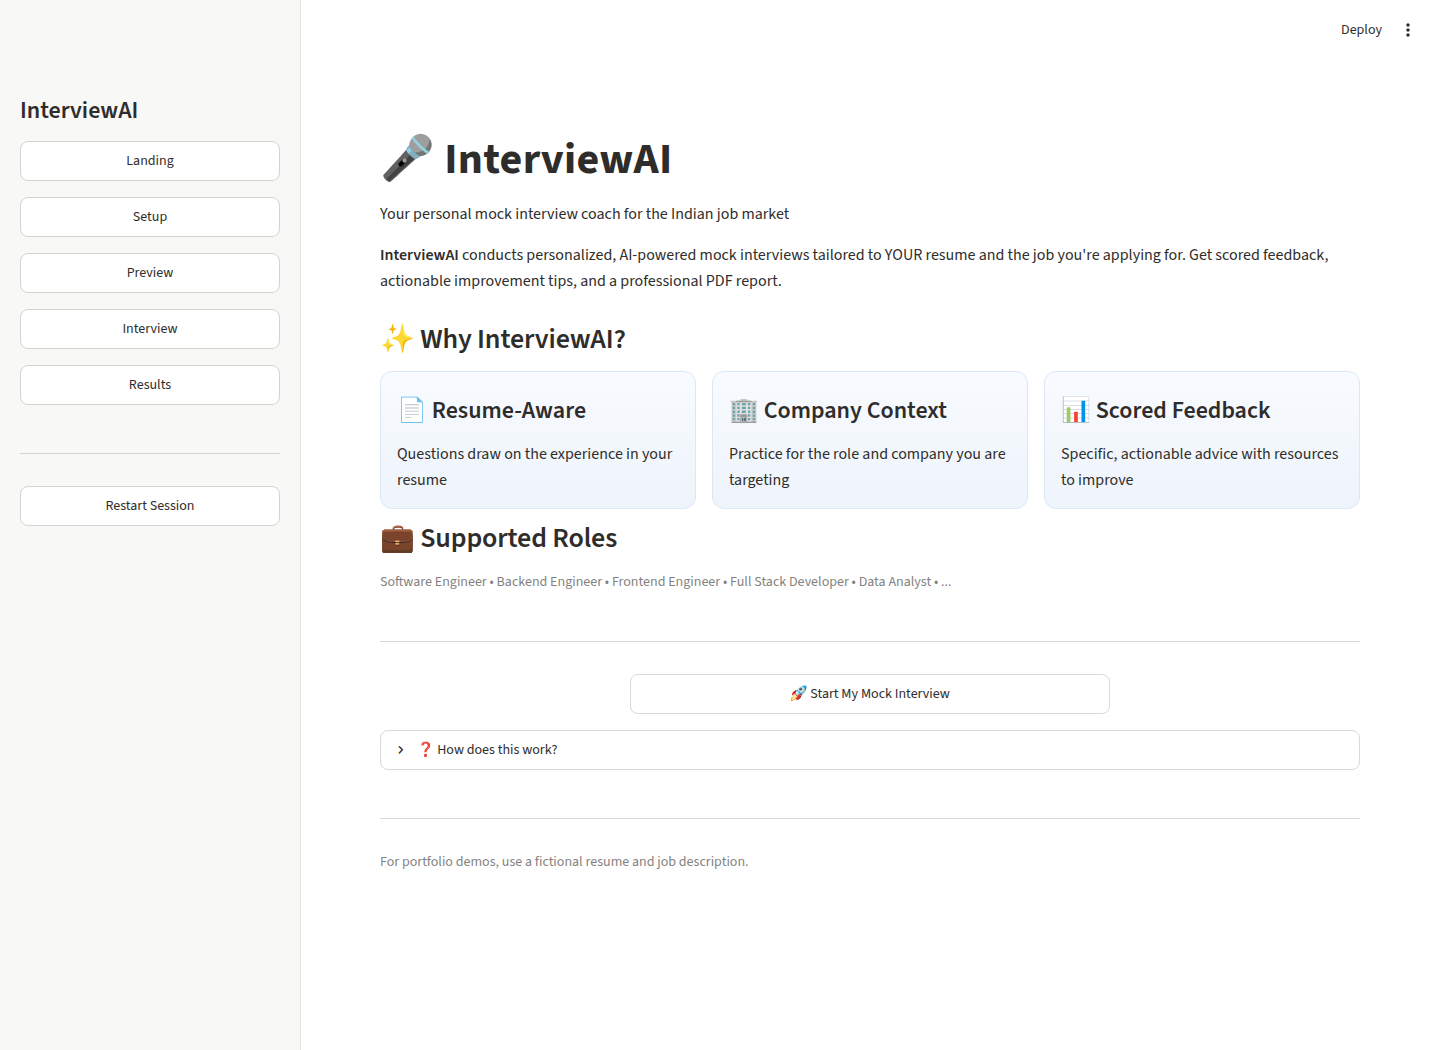 Deploy
InterviewAI
Landing
Setup
Preview
Interview
Results
Restart Session
🎤 InterviewAI
Your personal mock interview coach for the Indian job market
InterviewAI conducts personalized, AI-powered mock interviews tailored to YOUR resume and the job you're applying for. Get scored feedback,
actionable improvement tips, and a professional PDF report.
✨ Why InterviewAI?
📄 Resume-Aware
Questions draw on the experience in your
resume
🏢 Company Context
Practice for the role and company you are
targeting
📊 Scored Feedback
Specific, actionable advice with resources
to improve
💼 Supported Roles
Software Engineer • Backend Engineer • Frontend Engineer • Full Stack Developer • Data Analyst • ...
🚀 Start My Mock Interview
❓ How does this work?
For portfolio demos, use a fictional resume and job description.